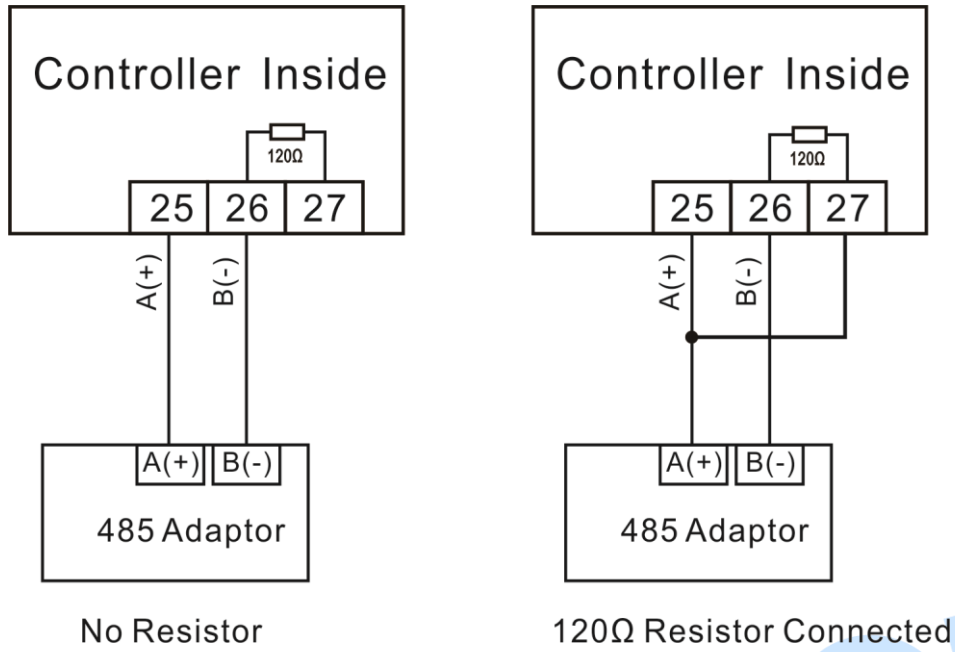 Controller Inside
120Ω
25 26 27
A(+)
B(-)
A(+) B(-)
485 Adaptor
No Resistor
Controller Inside
120Ω
25 26 27
A(+)
B(-)
A(+) B(-)
485 Adaptor
120Ω Resistor Connected